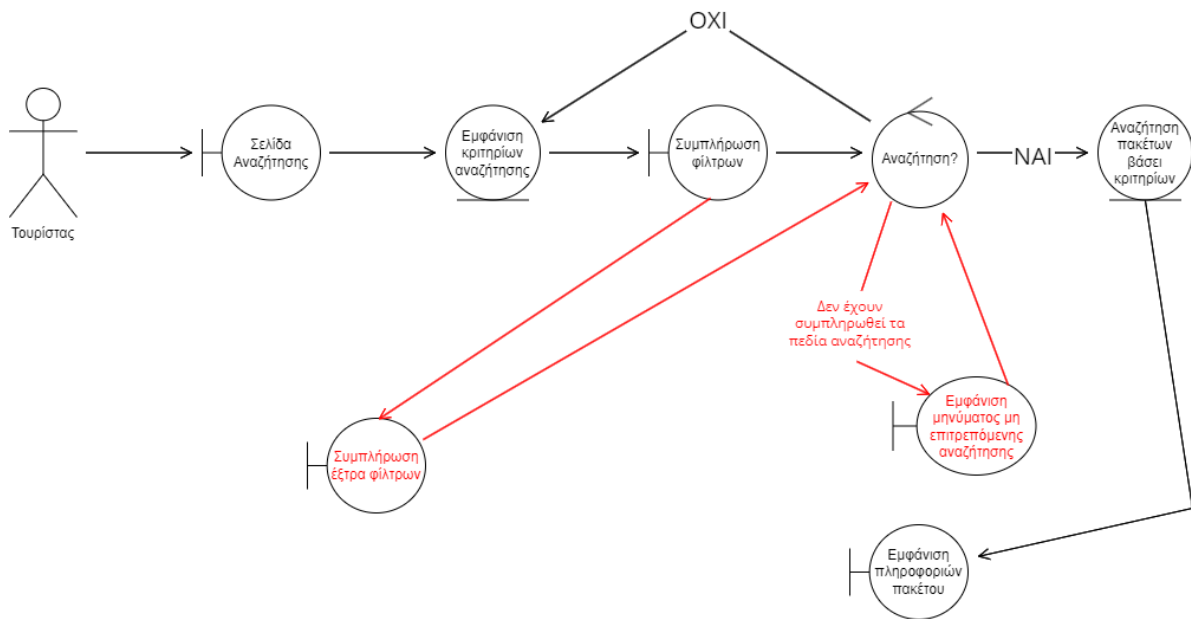 ΟΧΙ
Τουρίστας
Σελίδα
Αναζήτησης
Εμφάνιση
κριτηρίων
αναζήτησης
Συμπλήρωση
φίλτρων
Αναζήτηση?
ΝΑΙ
Αναζήτηση
πακέτων
βάσει
κριτηρίων
Δεν έχουν
συμπληρωθεί τα
πεδία αναζήτησης
Συμπλήρωση
έξτρα φίλτρων
Εμφάνιση
μηνύματος μη
επιτρεπόμενης
αναζήτησης
Εμφάνιση
πληροφοριών
πακέτου